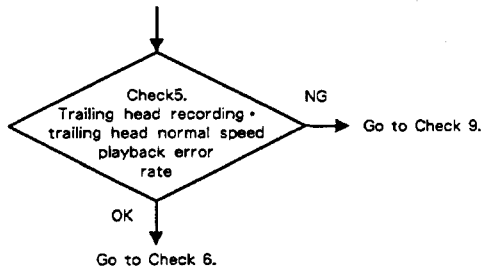 Check5.
Trailing head recording •
trailing head normal speed
playback error
rate
NG
Go to Check 9.
OK
Go to Check 6.